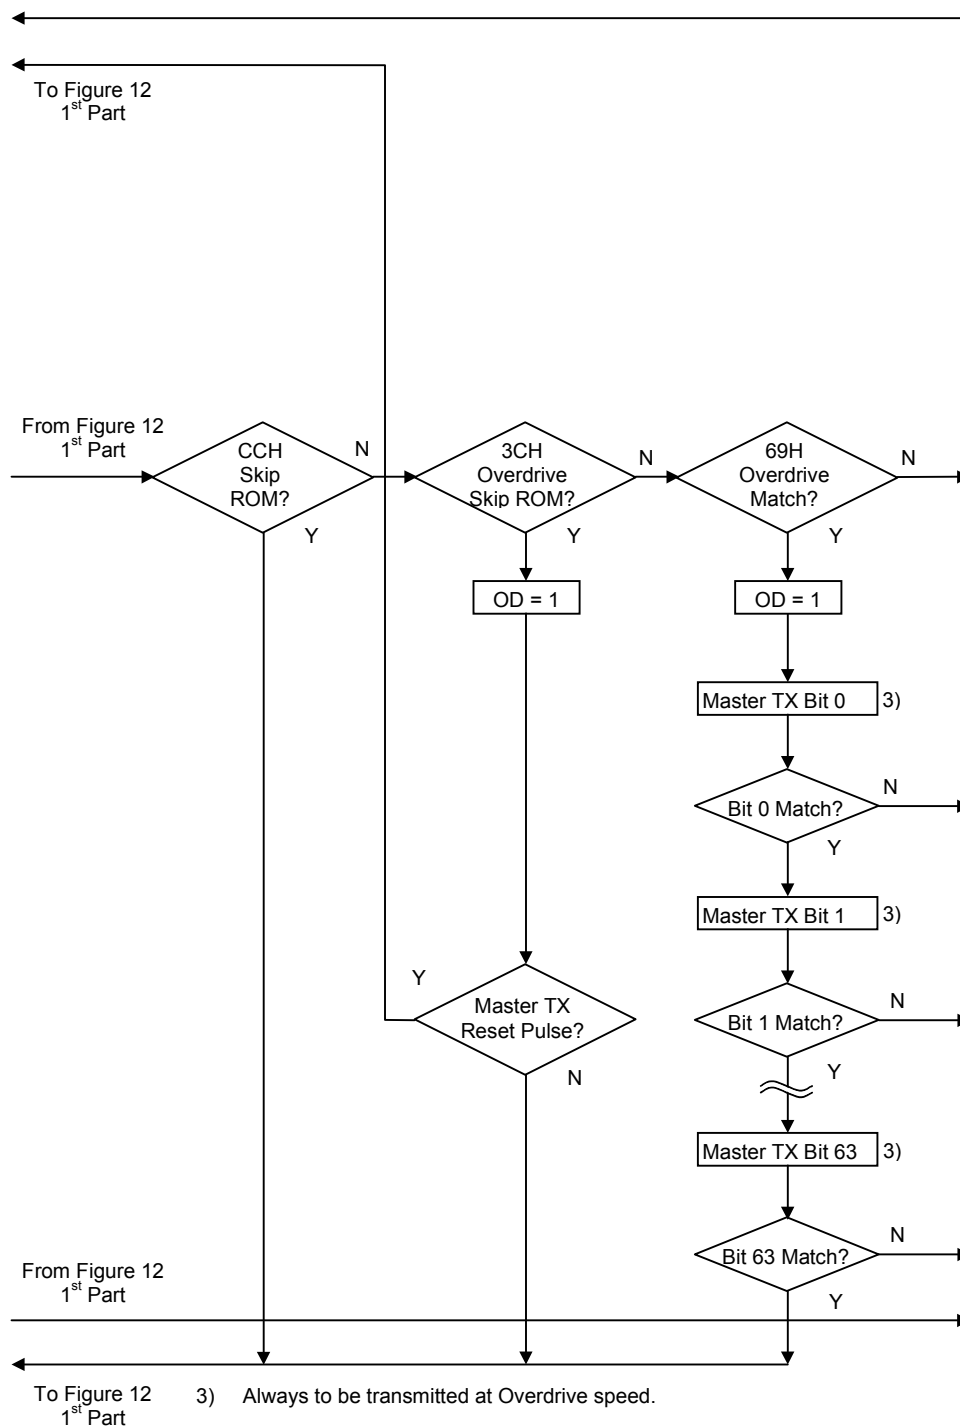 To Figure 12
1st Part
From Figure 12
1st Part
CCH
Skip
ROM?
N
Y
3CH
Overdrive
Skip ROM?
N
Y
69H
Overdrive
Match?
N
Y
OD = 1
OD = 1
Master TX Bit 0
3)
Bit 0 Match?
N
Y
Master TX Bit 1
3)
Y
Master TX
Reset Pulse?
N
Bit 1 Match?
N
Y
Master TX Bit 63
3)
Bit 63 Match?
N
Y
From Figure 12
1st Part
To Figure 12
1st Part
3) Always to be transmitted at Overdrive speed.